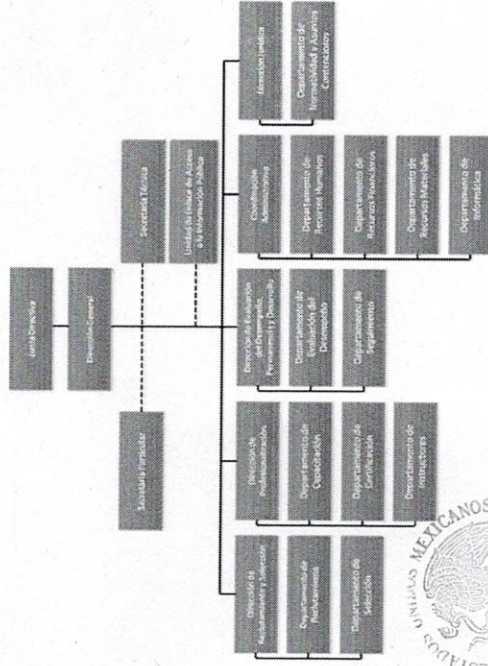 Junta Directiva
Dirección General
Secretaría Particular
Secretaría Técnica
Unidad de Enlace de Acceso
a la Información Pública
Dirección de
Reclutamiento y Selección
Departamento de
Reclutamiento
Departamento de
Selección
Dirección de
Profesionalización
Departamento de
Capacitación
Departamento de
Certificación
Departamento de
Instructores
Dirección de Evaluación
del Desempeño,
Permanencia y Desarrollo
Departamento de
Evaluación del
Desempeño
Departamento de
Seguimiento
Coordinación
Administrativa
Departamento de
Recursos Humanos
Departamento de
Recursos Financieros
Departamento de
Recursos Materiales
Departamento de
Informática
Dirección Jurídica
Departamento de
Normatividad y Asuntos
Contenciosos
UNIDOS MEXICANOS